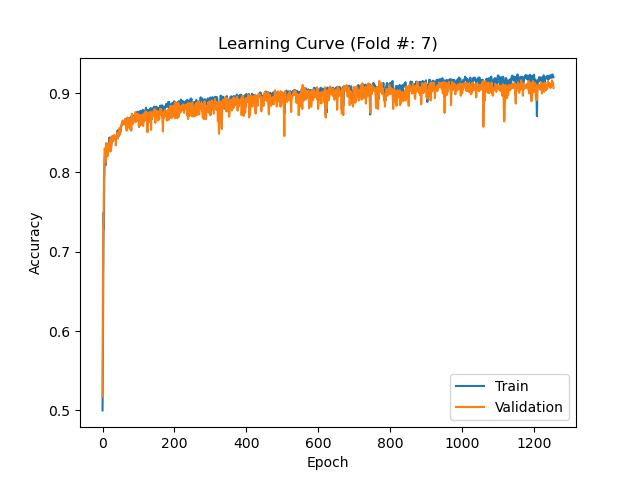 Learning Curve (Fold #: 7)
Accuracy
0.9
0.8
0.7
0.6
0.5
0 200 400 600 800 1000 1200
Epoch
Train
Validation